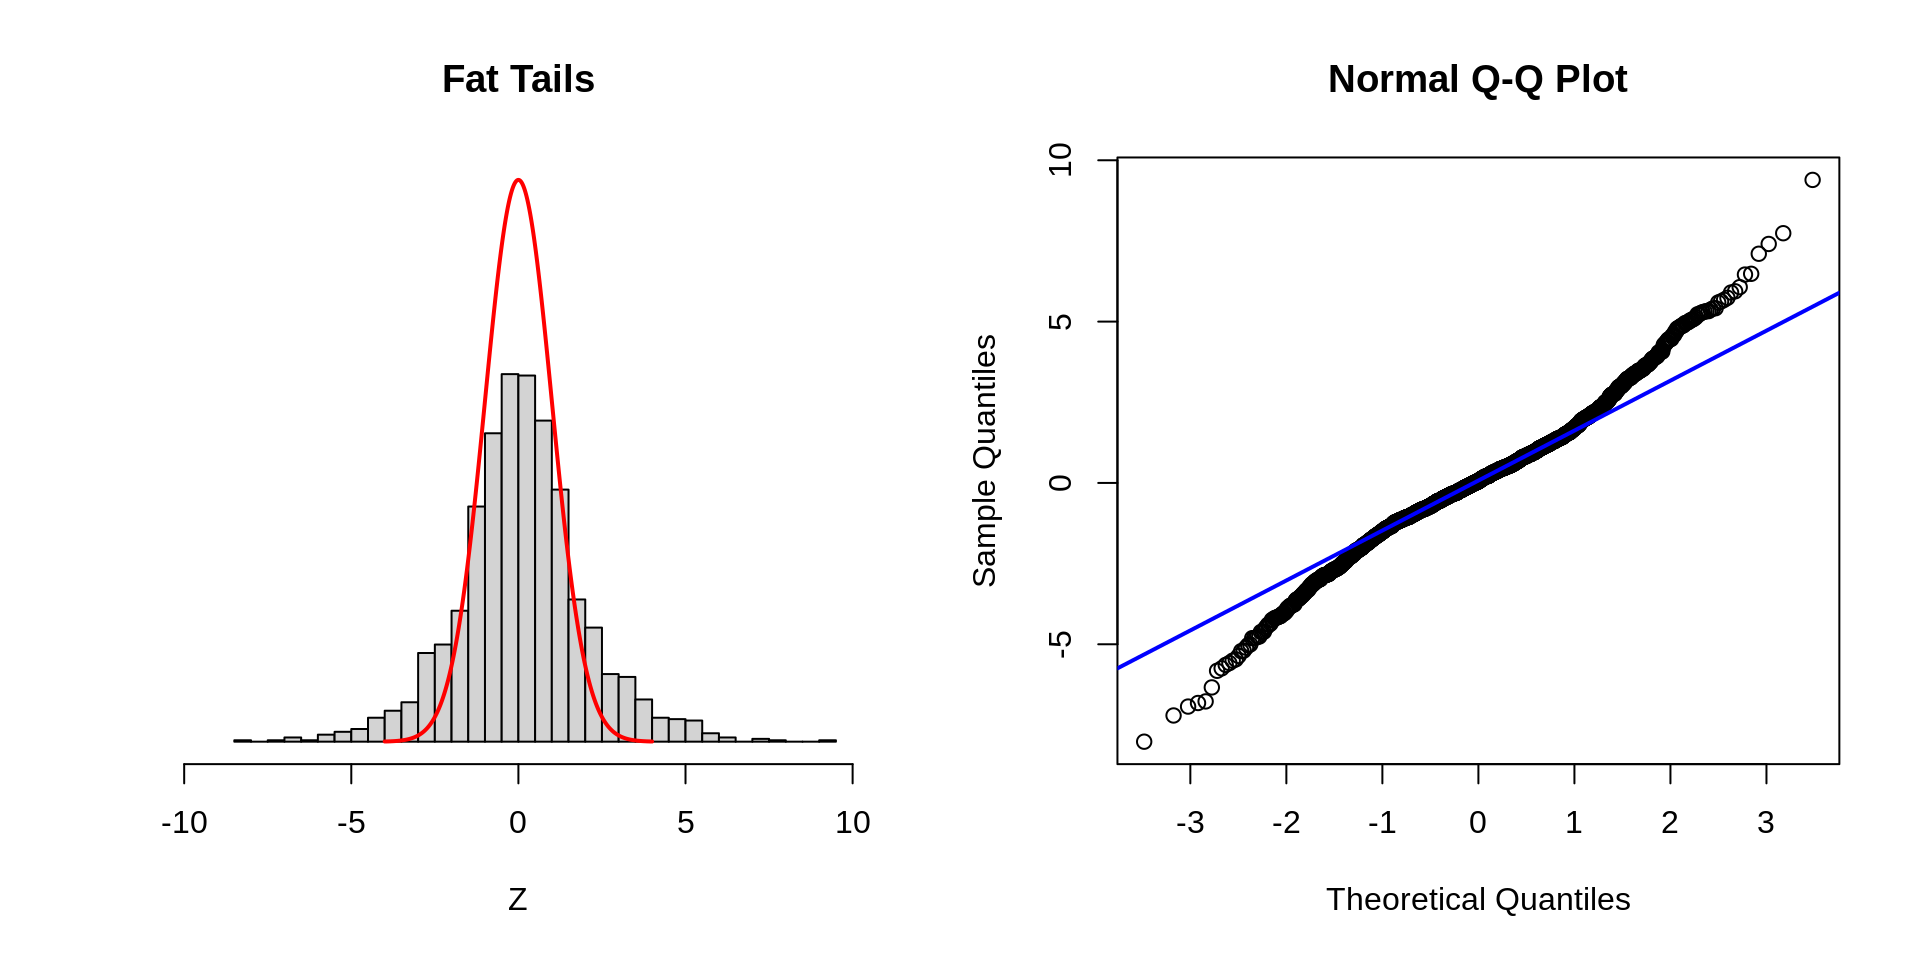 Fat Tails
-10 -5 0 5 10
Z
Normal Q-Q Plot
Sample Quantiles
10
5
0
-5
-3 -2 -1 0 1 2 3
Theoretical Quantiles